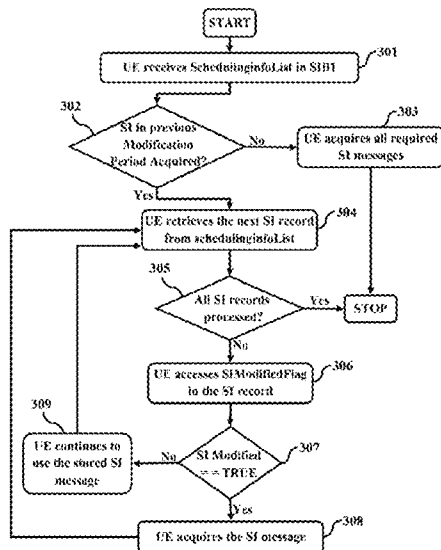 START
301
UE receives SchedulingInfoList in SIB1
302
SI in previous
Modification
Period Acquired?
No
303
UE acquires all required
SI messages
Yes
UE retrieves the next SI record
from schedulinginfoList
304
305
All SI records
processed?
Yes
STOP
No
UE accesses SIModifiedFlag
in the SI record
306
309
UE continues to
use the stored SI
message
No
SI Modified
== TRUE
307
Yes
UE acquires the SI message
308